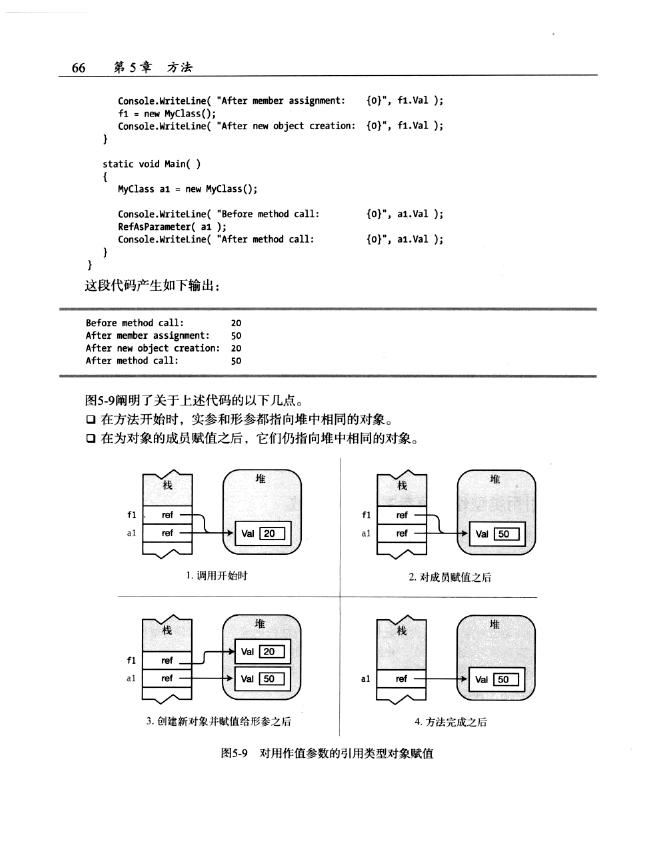 66 第5章 方法
Console.WriteLine( "After member assignment: {0}", f1.Val );
f1 = new MyClass();
Console.WriteLine( "After new object creation: {0}", f1.Val );
}
static void Main( )
{
MyClass a1 = new MyClass();
Console.WriteLine( "Before method call: {0}", a1.Val );
RefAsParameter( a1 );
Console.WriteLine( "After method call: {0}", a1.Val );
}
}
这段代码产生如下输出：
Before method call: 20
After member assignment: 50
After new object creation: 20
After method call: 50
图5-9阐明了关于上述代码的以下几点。
□ 在方法开始时，实参和形参都指向堆中相同的对象。
□ 在为对象的成员赋值之后，它们仍指向堆中相同的对象。
栈 堆
f1 ref
a1 ref Val 20
1. 调用开始时
栈 堆
f1 ref
a1 ref Val 50
2. 对成员赋值之后
栈 堆
f1 ref Val 20
a1 ref Val 50
3. 创建新对象并赋值给形参之后
栈 堆
a1 ref Val 50
4. 方法完成之后
图5-9 对用作值参数的引用类型对象赋值